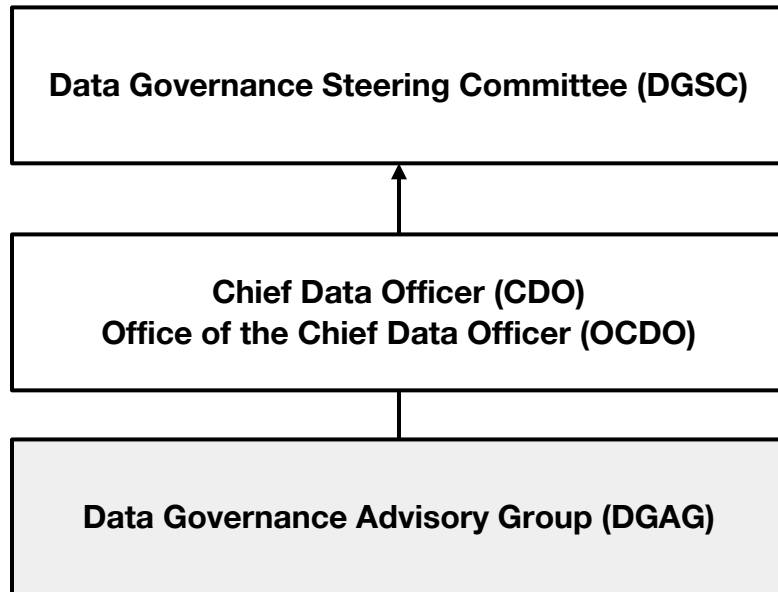 Data Governance Steering Committee (DGSC)
Chief Data Officer (CDO)
Office of the Chief Data Officer (OCDO)
Data Governance Advisory Group (DGAG)